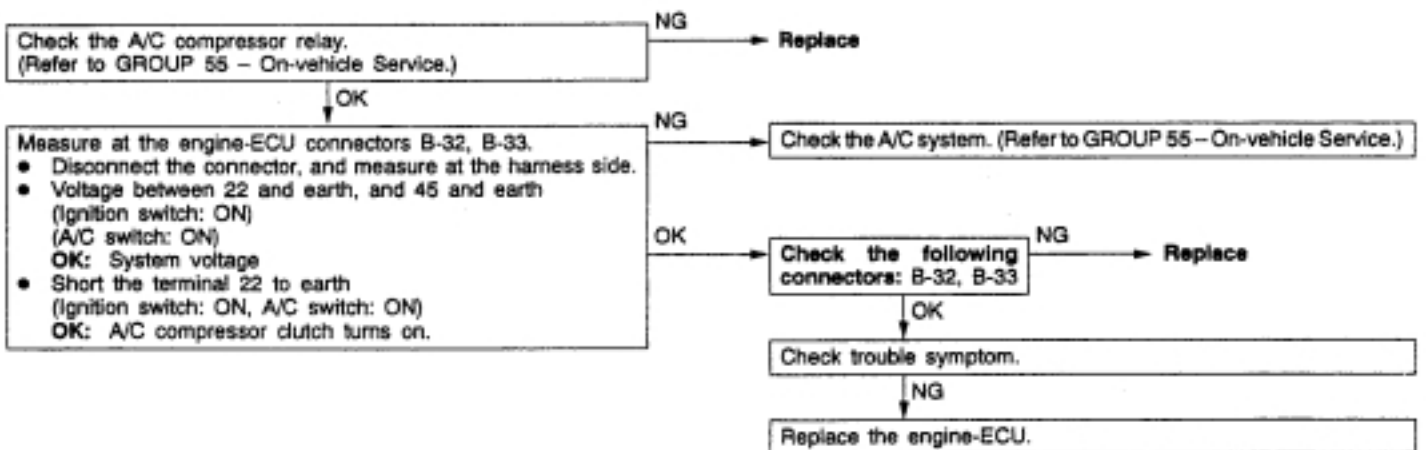 NG
Check the A/C compressor relay.
(Refer to GROUP 55 – On-vehicle Service.)
Replace
OK
Measure at the engine-ECU connectors B-32, B-33.
● Disconnect the connector, and measure at the harness side.
● Voltage between 22 and earth, and 45 and earth
(Ignition switch: ON)
(A/C switch: ON)
OK: System voltage
● Short the terminal 22 to earth
(Ignition switch: ON, A/C switch: ON)
OK: A/C compressor clutch turns on.
NG
Check the A/C system. (Refer to GROUP 55 – On-vehicle Service.)
OK
Check the following
connectors: B-32, B-33
NG
Replace
OK
Check trouble symptom.
NG
Replace the engine-ECU.